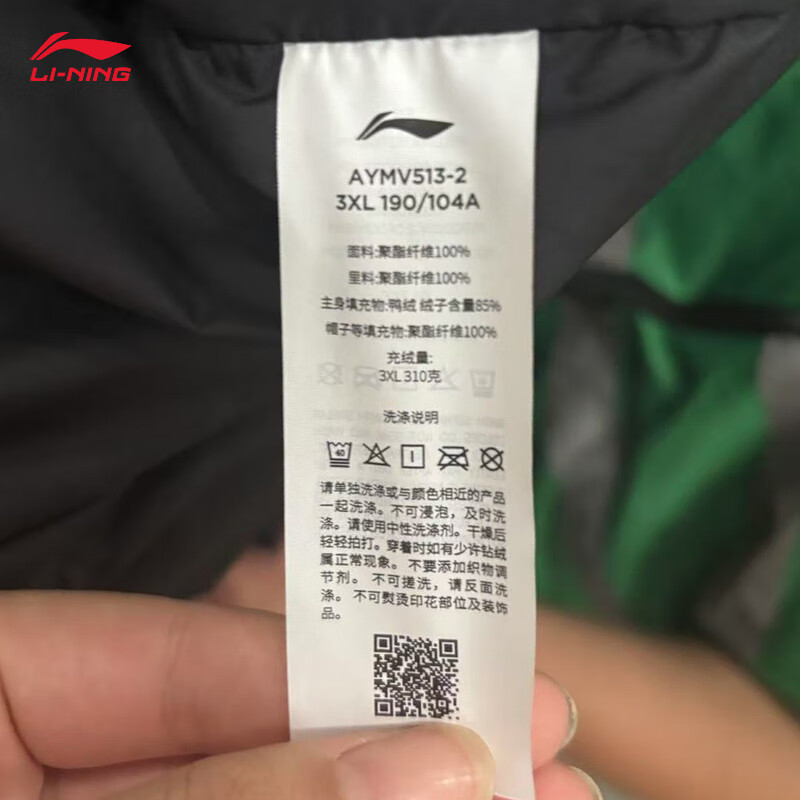 LI-NING
AYMV513-2
3XL 190/104A
面料:聚酯纤维100%
里料:聚酯纤维100%
主身填充物:鸭绒 绒子含量85%
帽子等填充物:聚酯纤维100%
充绒量:
3XL 310克
洗涤说明
40
请单独洗涤或与颜色相近的产品
一起洗涤。不可浸泡，及时洗
涤。请使用中性洗涤剂。干燥后
轻轻拍打。穿着时如有少许钻绒
属正常现象。 不要添加织物调
节剂。 不可搓洗，请反面洗
涤。 不可熨烫印花部位及装饰
品。